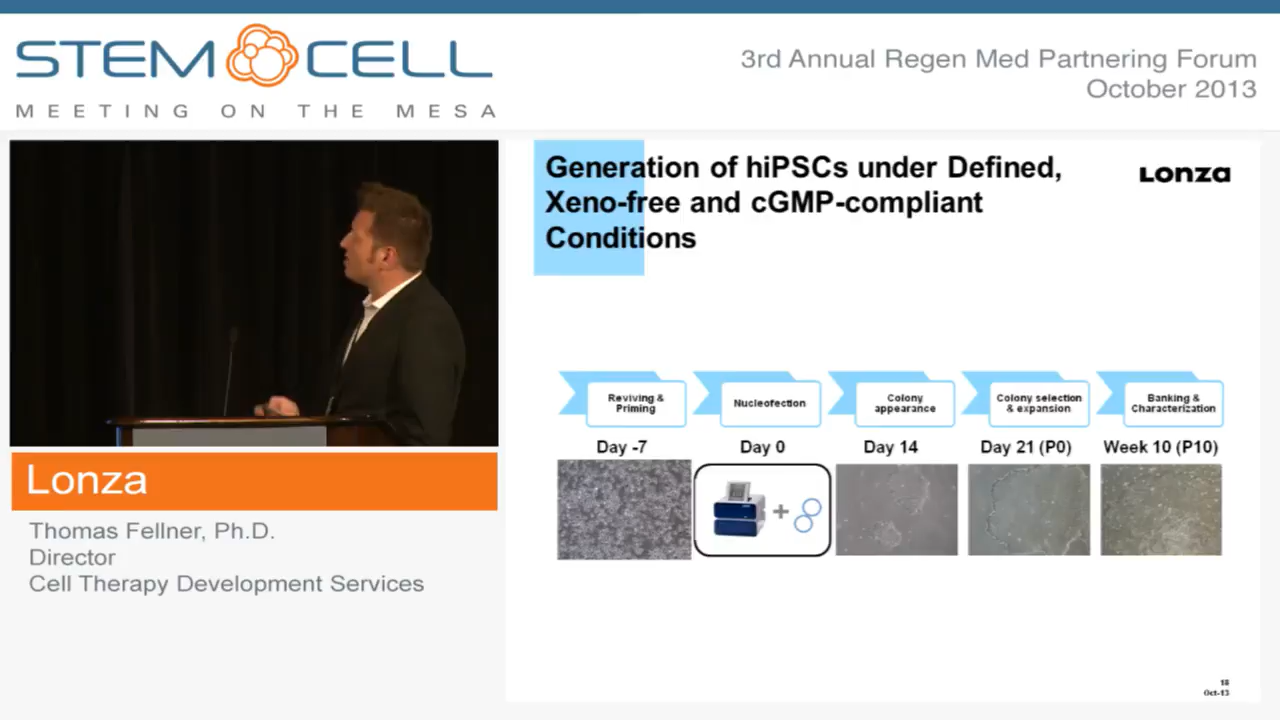 STEM CELL
MEETING ON THE MESA
3rd Annual Regen Med Partnering Forum
October 2013
Generation of hiPSCs under Defined,
Xeno-free and cGMP-compliant
Conditions
Lonza
Reviving &
Priming
Nucleofection
Colony
appearance
Colony selection
& expansion
Banking &
Characterization
Day -7
Day 0
Day 14
Day 21 (P0)
Week 10 (P10)
+
Lonza
Thomas Fellner, Ph.D.
Director
Cell Therapy Development Services
18
Oct-13